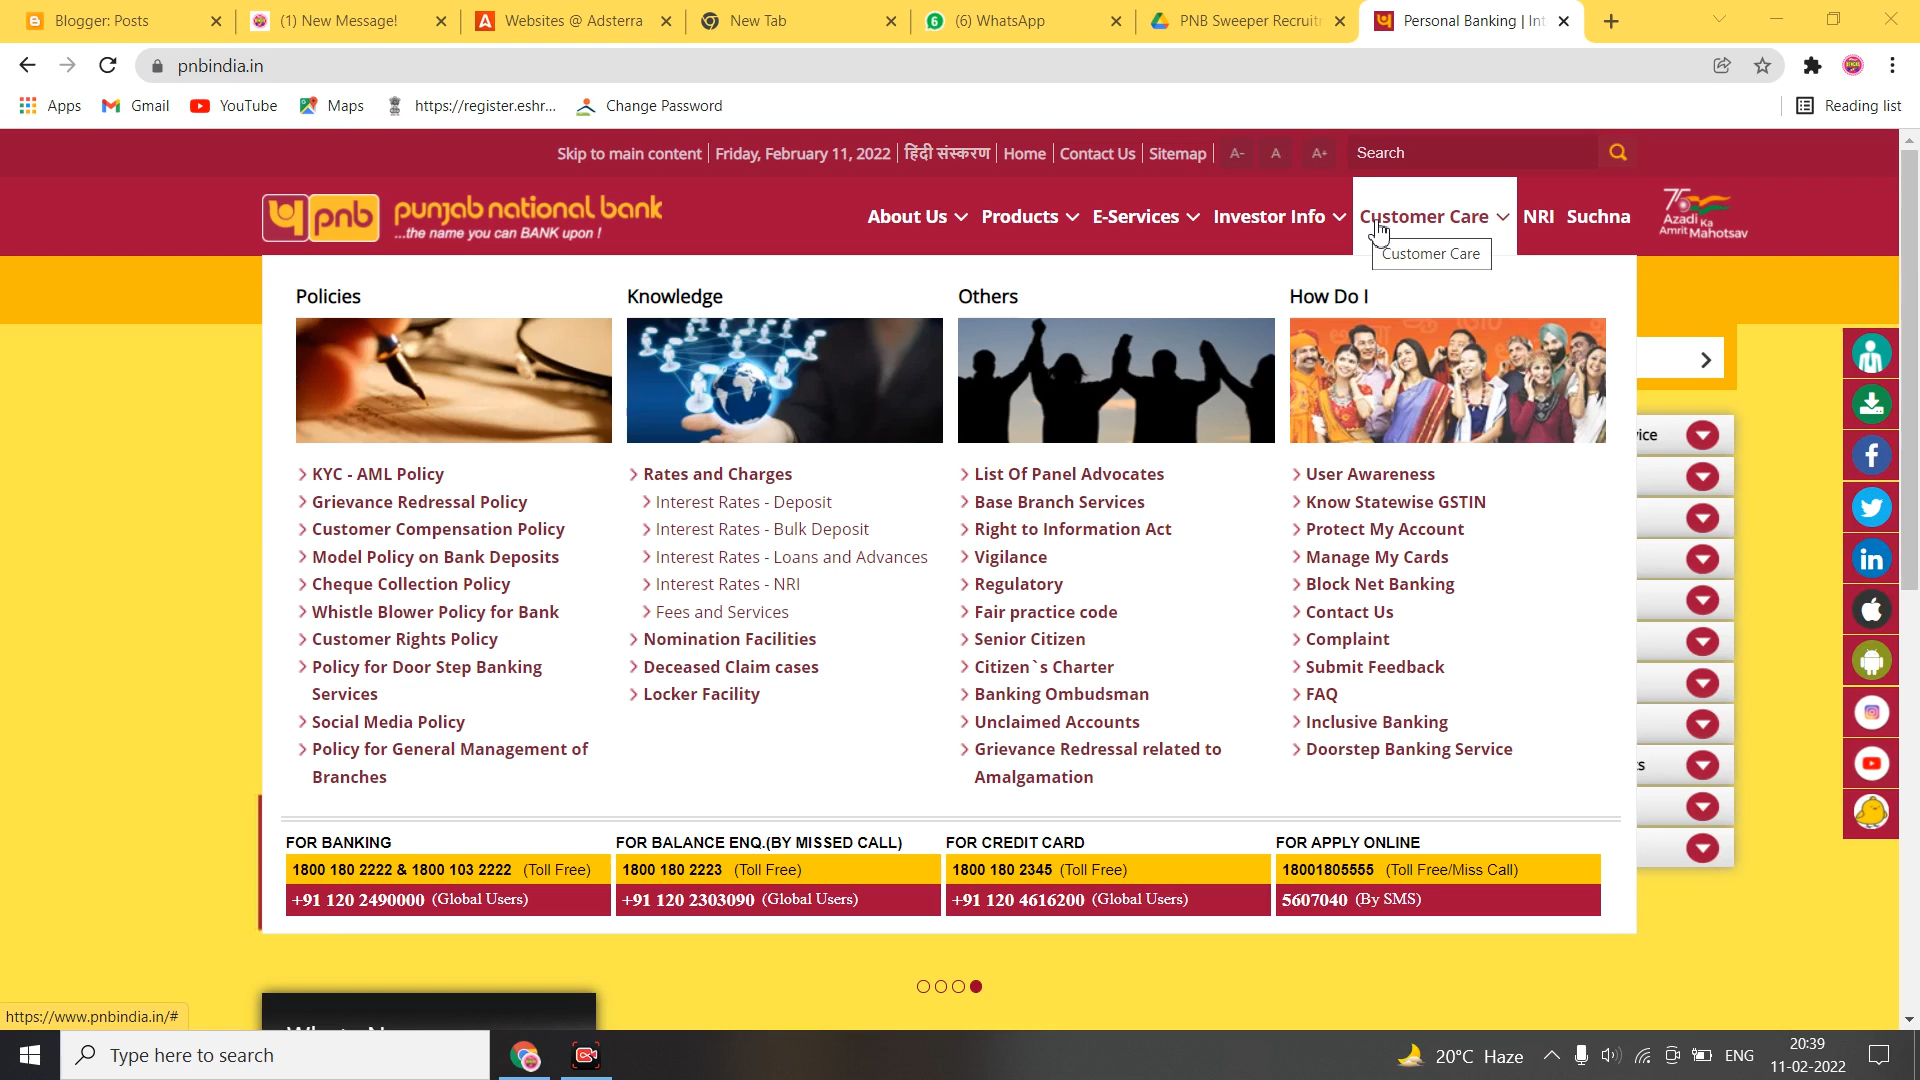 Blogger: Posts
(1) New Message!
Websites @ Adsterra
New Tab
(6) WhatsApp
PNB Sweeper Recruit
Personal Banking | Int
pnbindia.in
Apps
Gmail
YouTube
Maps
https://register.eshr...
Change Password
Reading list
Skip to main content
Friday, February 11, 2022
हिंदी संस्करण
Home
Contact Us
Sitemap
A-
A
A+
Search
pnb
punjab national bank
...the name you can BANK upon !
About Us
Products
E-Services
Investor Info
Customer Care
NRI
Suchna
75
Azadi Ka
Amrit Mahotsav
Customer Care
Policies
KYC - AML Policy
Grievance Redressal Policy
Customer Compensation Policy
Model Policy on Bank Deposits
Cheque Collection Policy
Whistle Blower Policy for Bank
Customer Rights Policy
Policy for Door Step Banking
Services
Social Media Policy
Policy for General Management of
Branches
Knowledge
Rates and Charges
Interest Rates - Deposit
Interest Rates - Bulk Deposit
Interest Rates - Loans and Advances
Interest Rates - NRI
Fees and Services
Nomination Facilities
Deceased Claim cases
Locker Facility
Others
List Of Panel Advocates
Base Branch Services
Right to Information Act
Vigilance
Regulatory
Fair practice code
Senior Citizen
Citizen`s Charter
Banking Ombudsman
Unclaimed Accounts
Grievance Redressal related to
Amalgamation
How Do I
User Awareness
Know Statewise GSTIN
Protect My Account
Manage My Cards
Block Net Banking
Contact Us
Complaint
Submit Feedback
FAQ
Inclusive Banking
Doorstep Banking Service
FOR BANKING
1800 180 2222 & 1800 103 2222 (Toll Free)
+91 120 2490000 (Global Users)
FOR BALANCE ENQ.(BY MISSED CALL)
1800 180 2223 (Toll Free)
+91 120 2303090 (Global Users)
FOR CREDIT CARD
1800 180 2345 (Toll Free)
+91 120 4616200 (Global Users)
FOR APPLY ONLINE
18001805555 (Toll Free/Miss Call)
5607040 (By SMS)
https://www.pnbindia.in/#
Type here to search
20°C Haze
ENG
20:39
11-02-2022